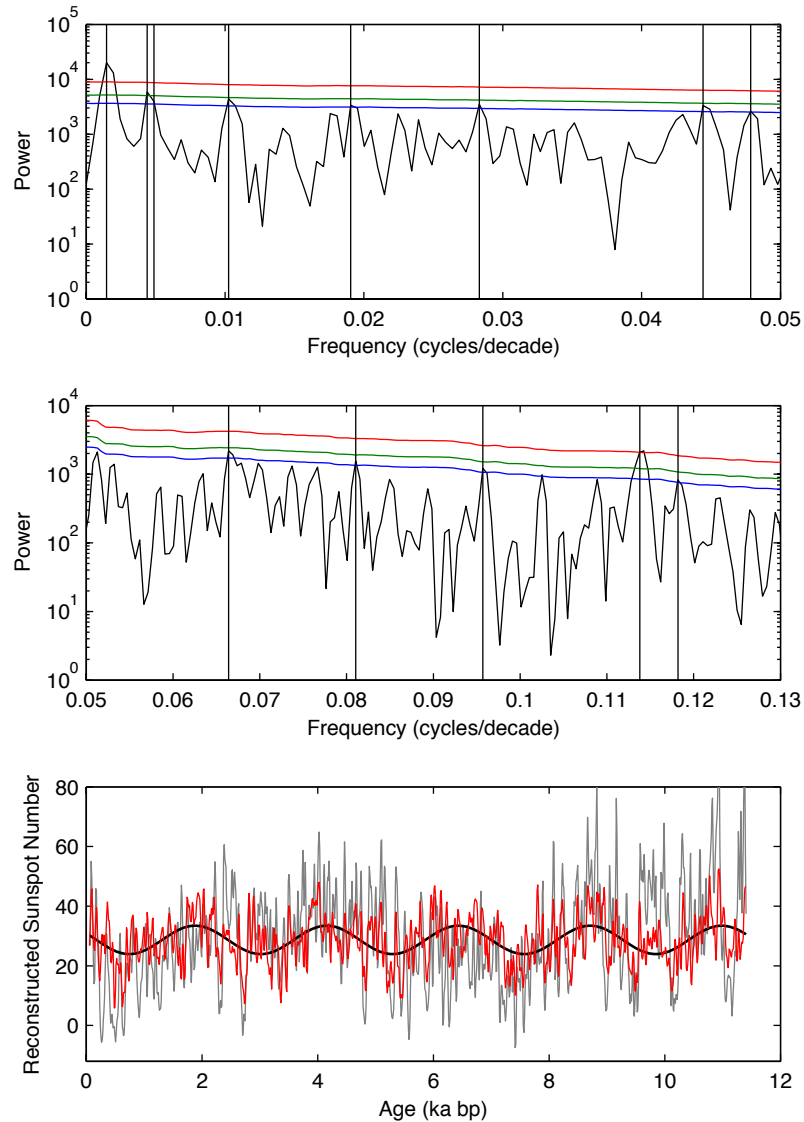 10^5
10^4
10^3
10^2
10^1
10^0
Power
0 0.01 0.02 0.03 0.04 0.05
Frequency (cycles/decade)
10^4
10^3
10^2
10^1
10^0
Power
0.05 0.06 0.07 0.08 0.09 0.1 0.11 0.12 0.13
Frequency (cycles/decade)
80
60
40
20
0
Reconstructed Sunspot Number
0 2 4 6 8 10 12
Age (ka bp)